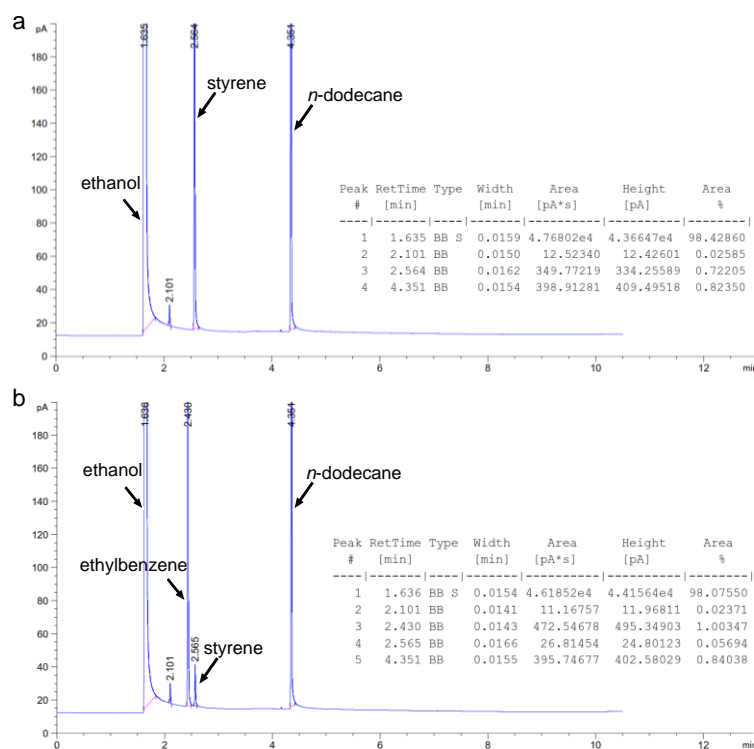 a
pA
180
160
140
120
100
80
60
40
20
0
1.635
2.564
4.351
styrene
n-dodecane
ethanol
2.101
Peak RetTime Type Width Area Height Area
# [min] [min] [pA*s] [pA] %
----|-------|----|-------|----------|----------|--------|
1 1.635 BB S 0.0159 4.76802e4 4.36647e4 98.42860
2 2.101 BB 0.0150 12.52340 12.42601 0.02585
3 2.564 BB 0.0162 349.77219 334.25589 0.72205
4 4.351 BB 0.0154 398.91281 409.49518 0.82350
0 2 4 6 8 10 12 min
b
pA
180
160
140
120
100
80
60
40
20
0
1.636
2.430
4.351
ethanol
n-dodecane
ethylbenzene
2.101
2.565
styrene
Peak RetTime Type Width Area Height Area
# [min] [min] [pA*s] [pA] %
----|-------|----|-------|----------|----------|--------|
1 1.636 BB S 0.0154 4.61852e4 4.41564e4 98.07550
2 2.101 BB 0.0141 11.16757 11.96811 0.02371
3 2.430 BB 0.0143 472.54678 495.34903 1.00347
4 2.565 BB 0.0166 26.81454 24.80123 0.05694
5 4.351 BB 0.0155 395.74677 402.58029 0.84038
0 2 4 6 8 10 12 min